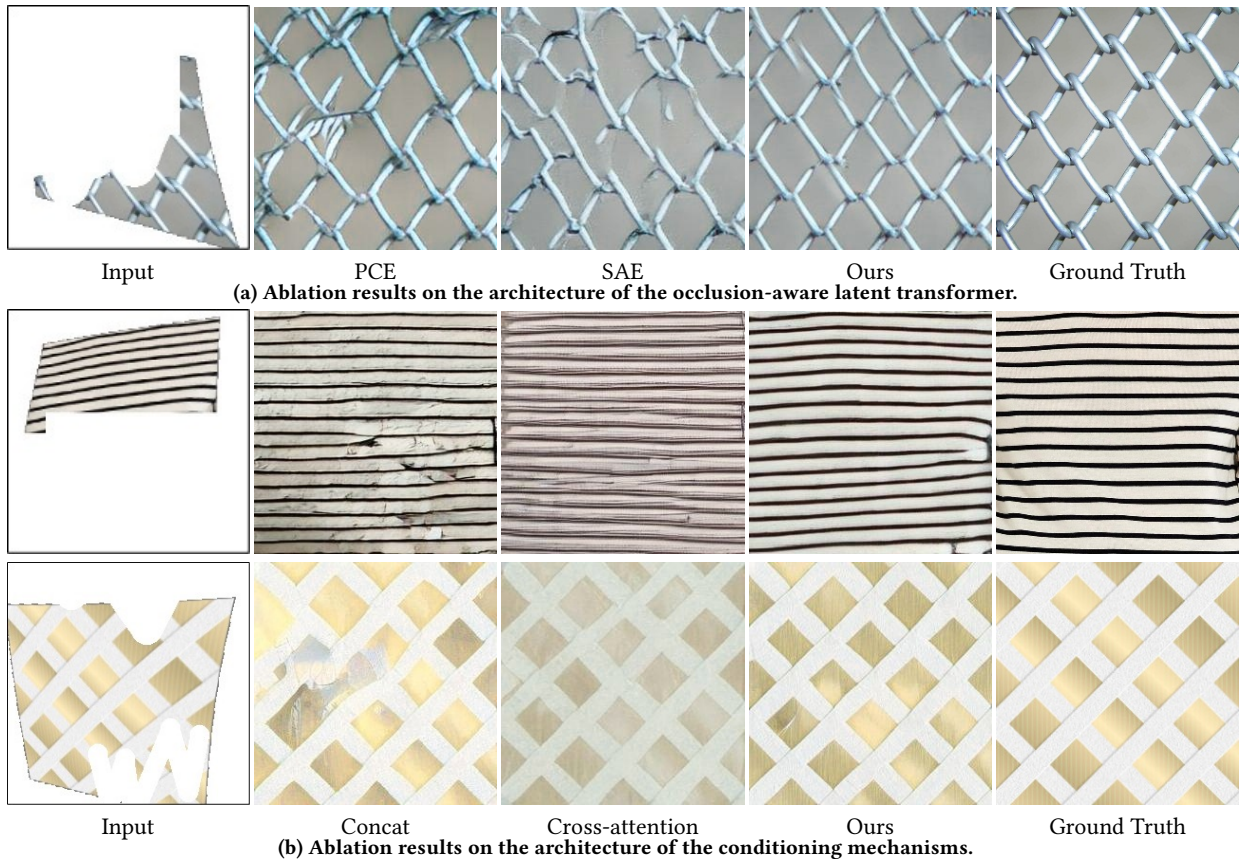 Input PCE SAE Ours Ground Truth
(a) Ablation results on the architecture of the occlusion-aware latent transformer.
Input Concat Cross-attention Ours Ground Truth
(b) Ablation results on the architecture of the conditioning mechanisms.